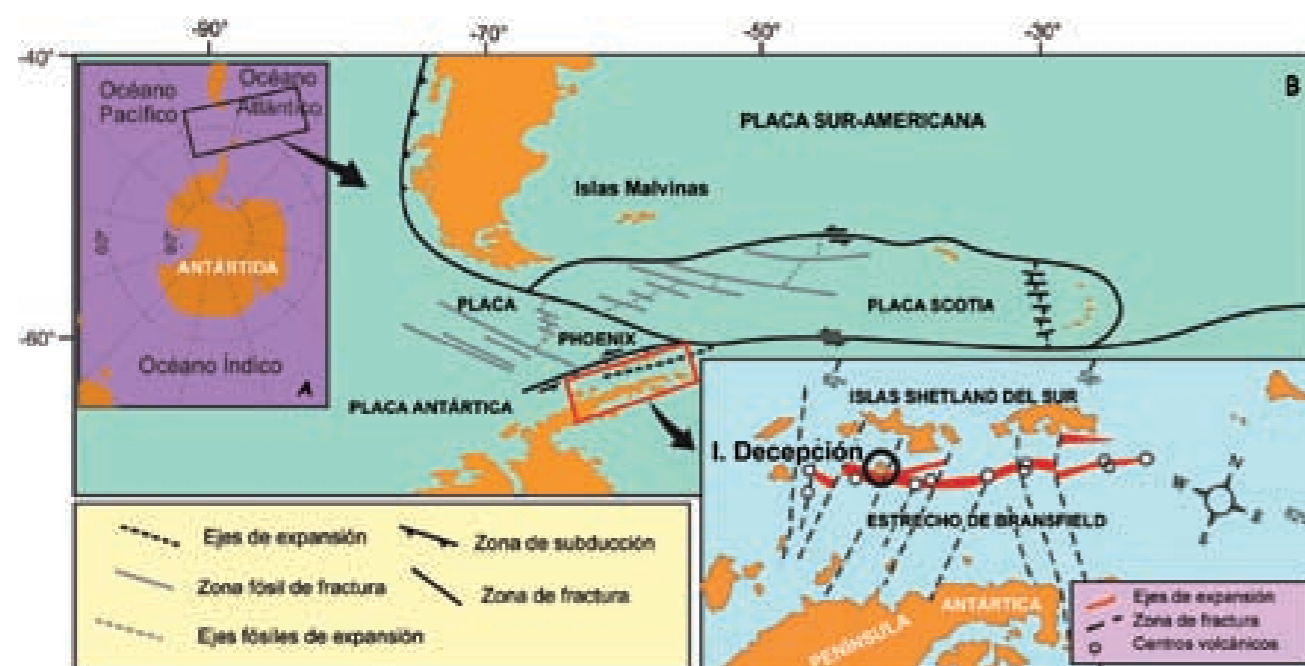 -90°
-70°
-50°
-30°
-40°
-60°
Océano
Pacífico
Océano
Atlántico
60°
80°
ANTÁRTIDA
Océano Índico
A
B
PLACA SUR-AMERICANA
Islas Malvinas
PLACA
PHOENIX
PLACA SCOTIA
PLACA ANTÁRTICA
ISLAS SHETLAND DEL SUR
I. Decepción
ESTRECHO DE BRANSFIELD
N
W
E
PENÍNSULA
ANTÁRTICA
Ejes de expansión
Zona de fractura
Centros volcánicos
Ejes de expansión
Zona de subducción
Zona fósil de fractura
Zona de fractura
Ejes fósiles de expansión